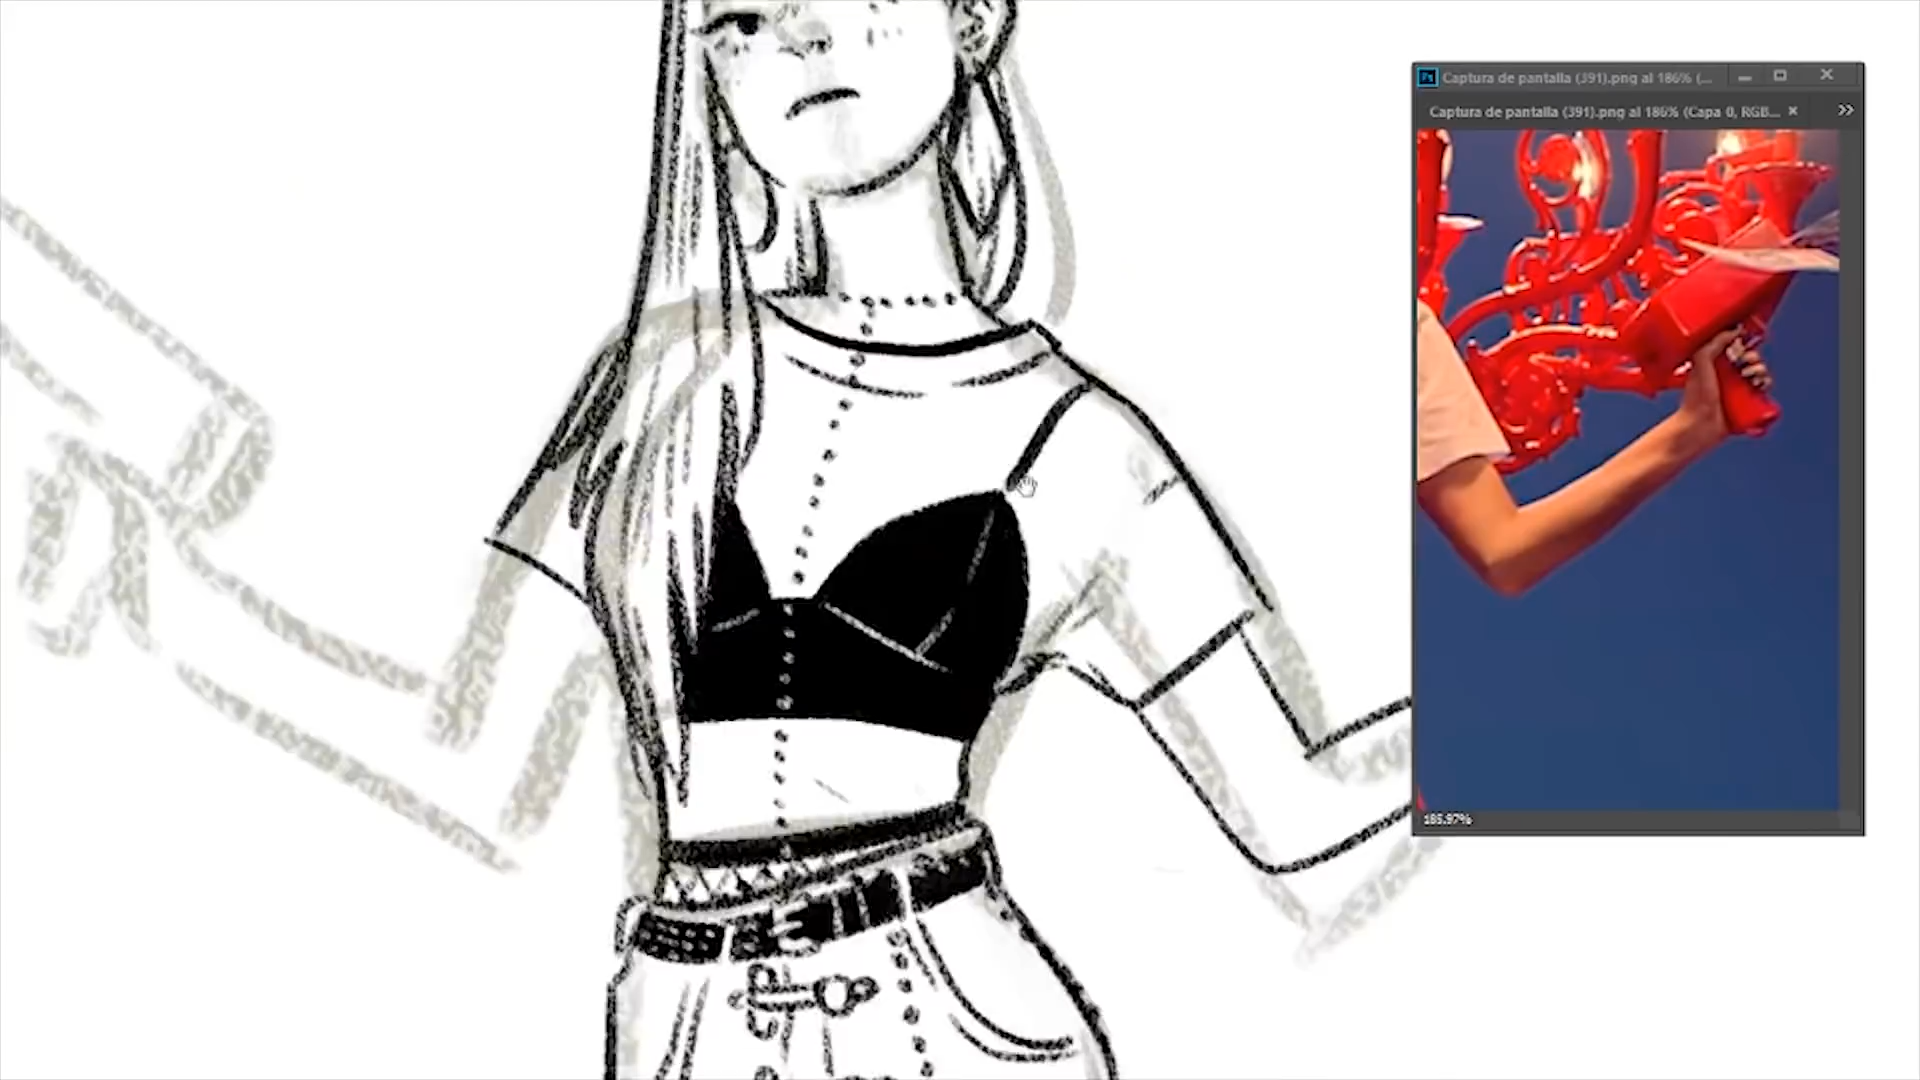 Ps Captura de pantalla (391).png al 186% (...
Captura de pantalla (391).png al 186% (Capa 0, RGB...
185.97%